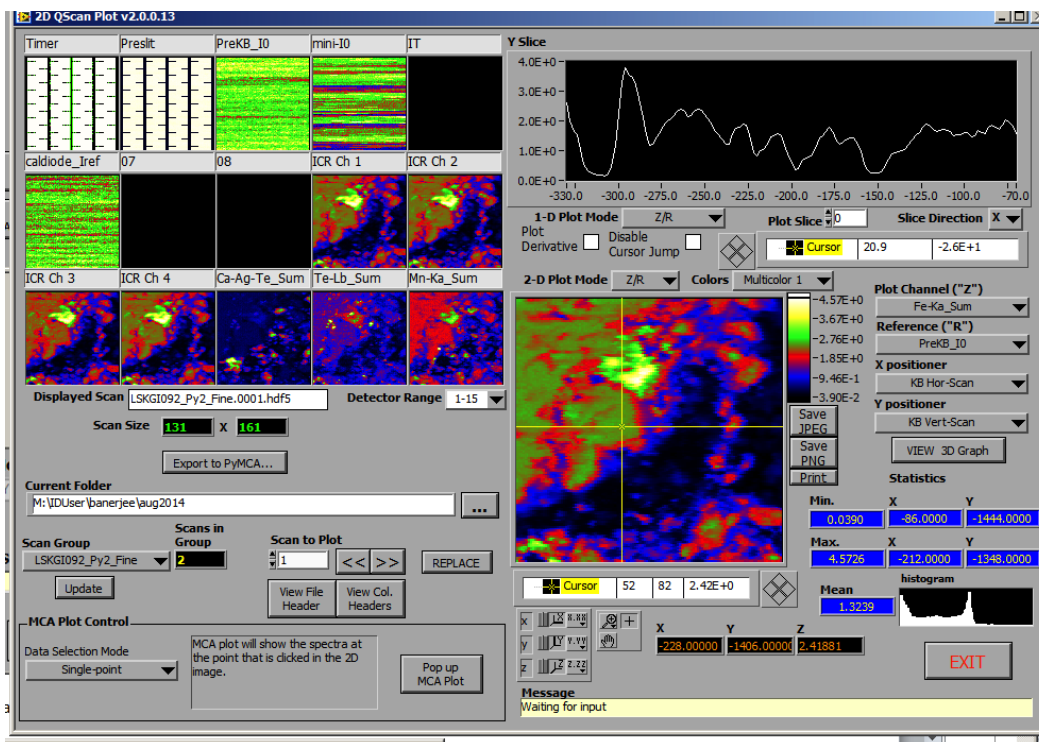 2D QScan Plot v2.0.0.13
Timer Preslit PreKB_I0 mini-I0 IT
caldiode_Iref 07 08 ICR Ch 1 ICR Ch 2
ICR Ch 3 ICR Ch 4 Ca-Ag-Te_Sum Te-Lb_Sum Mn-Ka_Sum
Displayed Scan LSKGI092_Py2_Fine.0001.hdf5 Detector Range 1-15
Scan Size 131 X 161
Export to PyMCA...
Current Folder
M:\IDUser\banerjee\aug2014 ...
Scan Group Scans in Group Scan to Plot
LSKGI092_Py2_Fine 2 1 << >> REPLACE
Update View File Header View Col. Headers
MCA Plot Control
Data Selection Mode
Single-point
MCA plot will show the spectra at
the point that is clicked in the 2D
image.
Pop up
MCA Plot
Y Slice
4.0E+0
3.0E+0
2.0E+0
1.0E+0
0.0E+0
-330.0 -300.0 -275.0 -250.0 -225.0 -200.0 -175.0 -150.0 -125.0 -100.0 -70.0
1-D Plot Mode Z/R Plot Slice 0 Slice Direction X
Plot Derivative Disable Cursor Jump Cursor 20.9 -2.6E+1
2-D Plot Mode Z/R Colors Multicolor 1
-4.57E+0
-3.67E+0
-2.76E+0
-1.85E+0
-9.46E-1
-3.90E-2
Save
JPEG
Save
PNG
Print
Plot Channel ("Z")
Fe-Ka_Sum
Reference ("R")
PreKB_I0
X positioner
KB Hor-Scan
Y positioner
KB Vert-Scan
VIEW 3D Graph
Statistics
Min. X Y
0.0390 -86.0000 -1444.0000
Max. X Y
4.5726 -212.0000 -1348.0000
Mean histogram
1.3239
Cursor 52 82 2.42E+0
x X.XX
y Y.YY
z Z.ZZ
X Y Z
-228.00000 -1406.00000 2.41881
EXIT
Message
Waiting for input